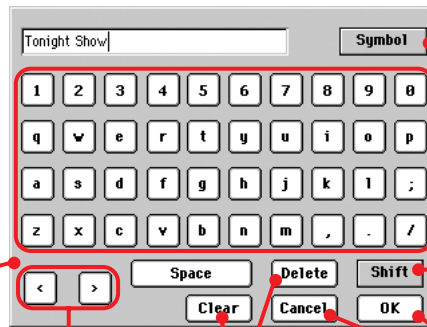 Tonight Show Symbol
1 2 3 4 5 6 7 8 9 0
q w e r t y u i o p
a s d f g h j k l ;
z x c v b n m , . /
< > Space Delete Shift
Clear Cancel OK